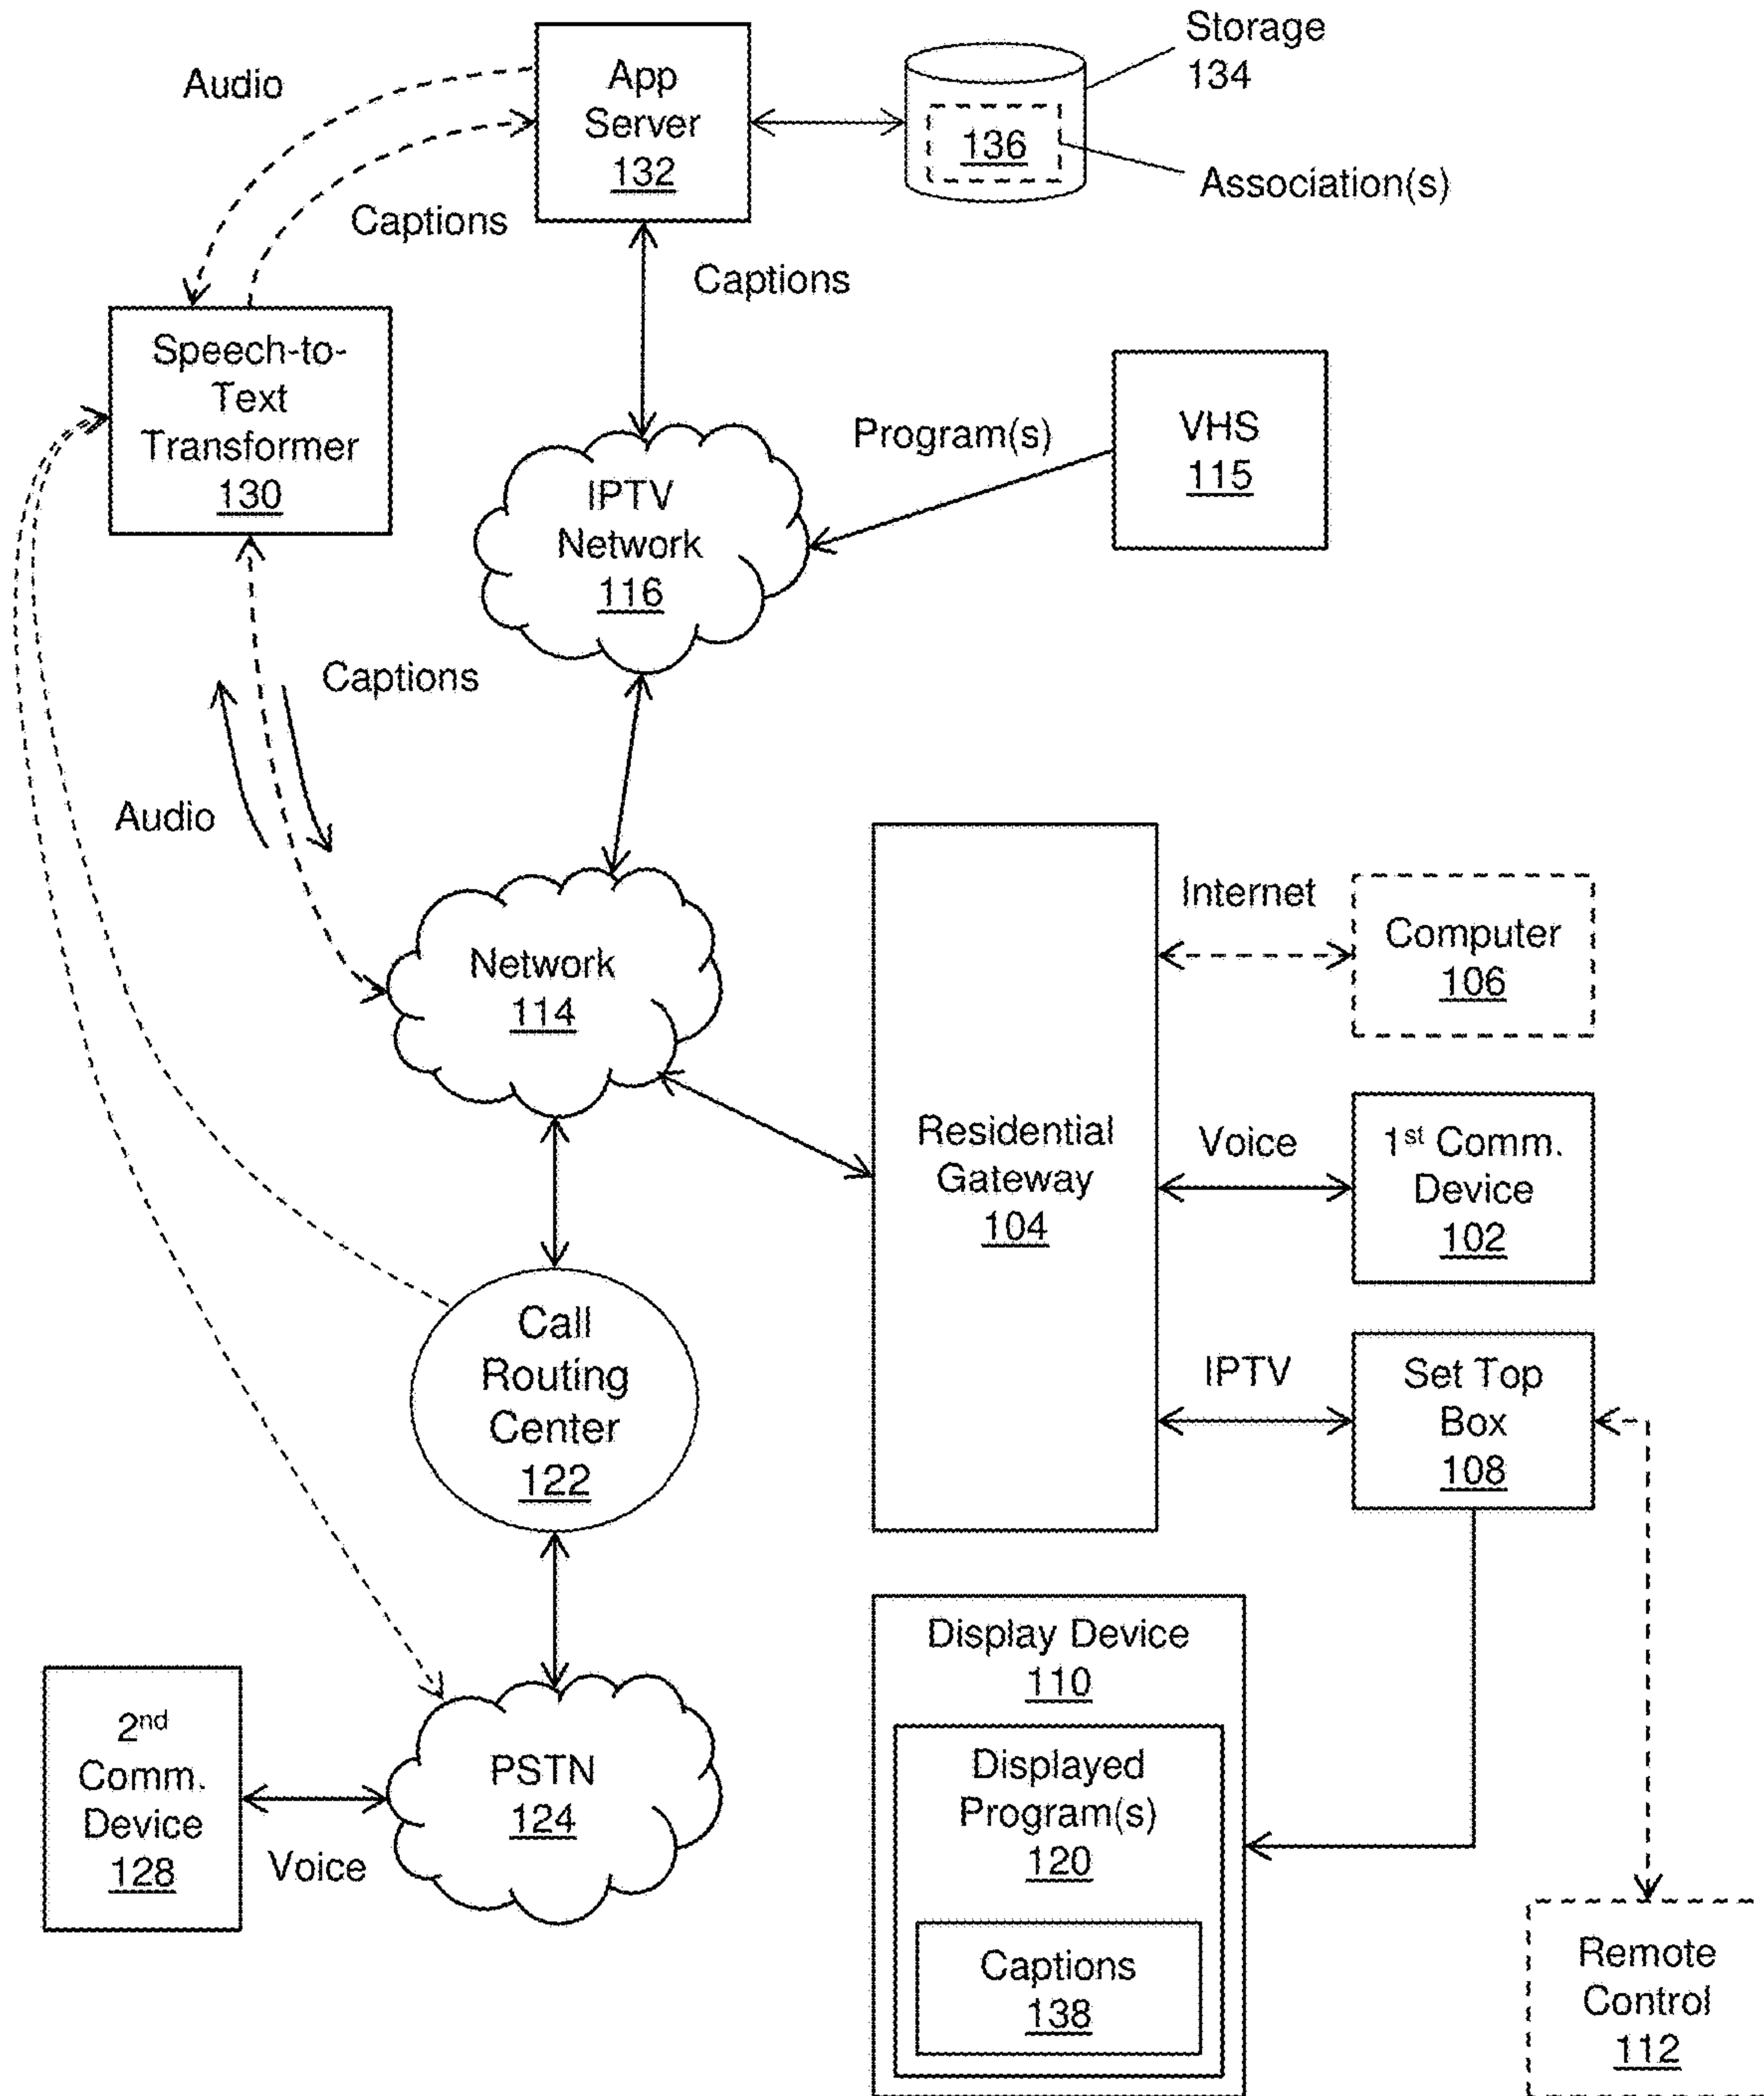 Storage
134
Audio
App
Server
132
136
Association(s)
Captions
Captions
Speech-to-
Text
Transformer
130
Program(s)
VHS
115
IPTV
Network
116
Captions
Audio
Internet
Computer
106
Network
114
Residential
Gateway
104
Voice
1st Comm.
Device
102
Call
Routing
Center
122
IPTV
Set Top
Box
108
Display Device
110
2nd
Comm.
Device
128
Voice
PSTN
124
Displayed
Program(s)
120
Captions
138
Remote
Control
112